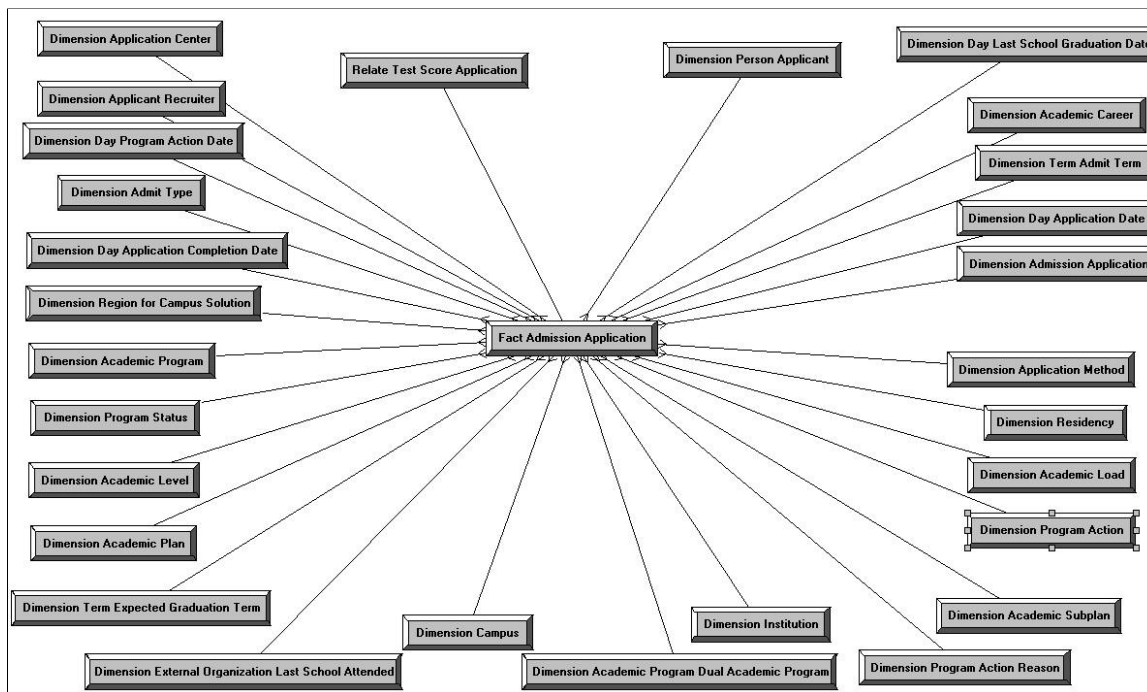 Dimension Application Center
Relate Test Score Application
Dimension Person Applicant
Dimension Day Last School Graduation Date
Dimension Applicant Recruiter
Dimension Academic Career
Dimension Day Program Action Date
Dimension Term Admit Term
Dimension Admit Type
Dimension Day Application Date
Dimension Day Application Completion Date
Dimension Admission Application
Dimension Region for Campus Solution
Fact Admission Application
Dimension Academic Program
Dimension Application Method
Dimension Program Status
Dimension Residency
Dimension Academic Level
Dimension Academic Load
Dimension Academic Plan
Dimension Program Action
Dimension Term Expected Graduation Term
Dimension Campus
Dimension Institution
Dimension Academic Subplan
Dimension External Organization Last School Attended
Dimension Academic Program Dual Academic Program
Dimension Program Action Reason